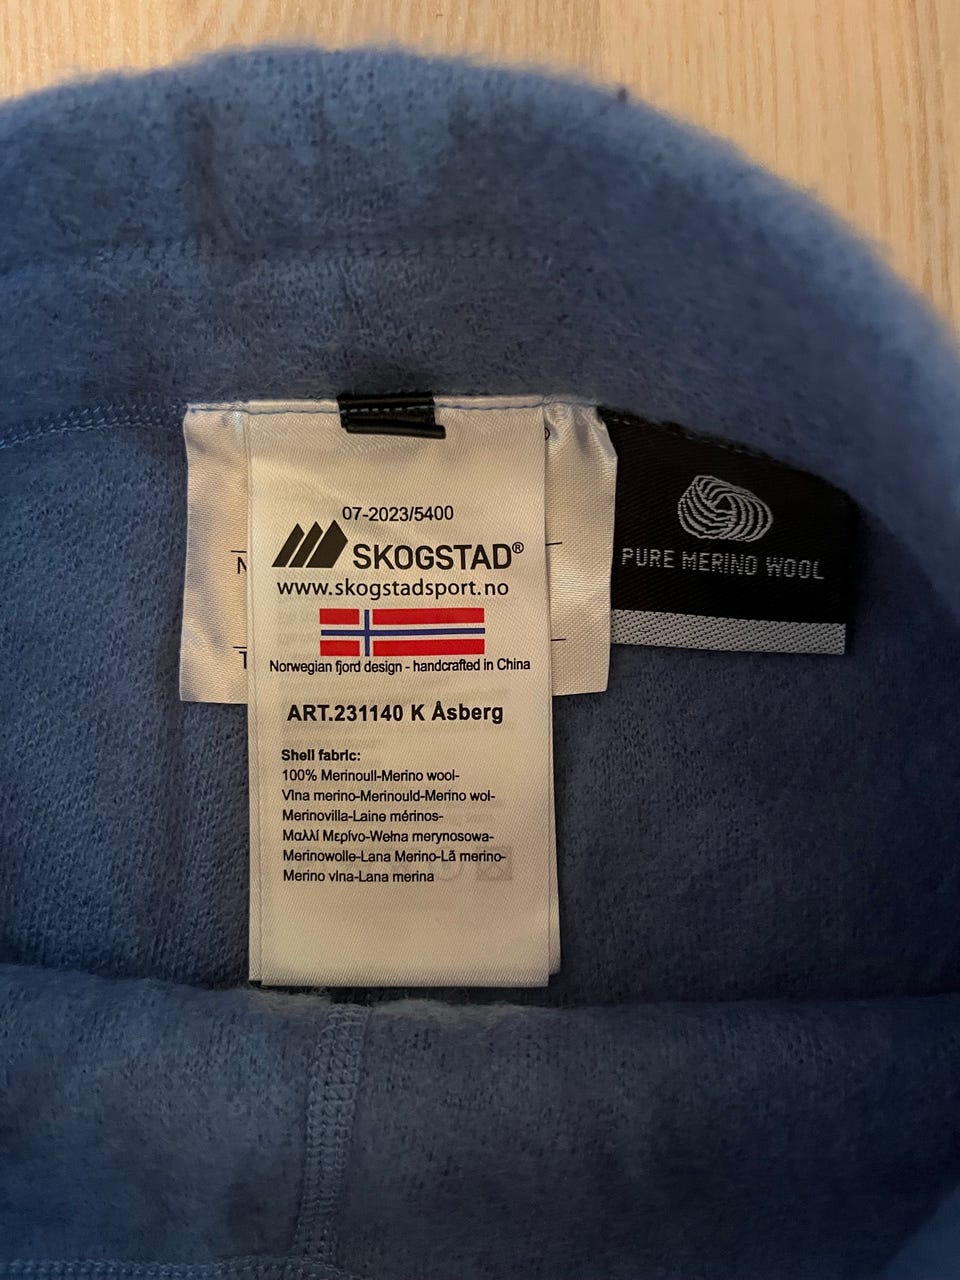 07-2023/5400
SKOGSTAD®
www.skogstadsport.no
Norwegian fjord design - handcrafted in China
ART.231140 K Åsberg
Shell fabric:
100% Merinoull-Merino wool-
Vlna merino-Merinould-Merino wol-
Merinovilla-Laine mérinos-
Μαλλί Μερίνο-Wełna merynosowa-
Merinowolle-Lana Merino-Lã merino-
Merino vlna-Lana merina
PURE MERINO WOOL